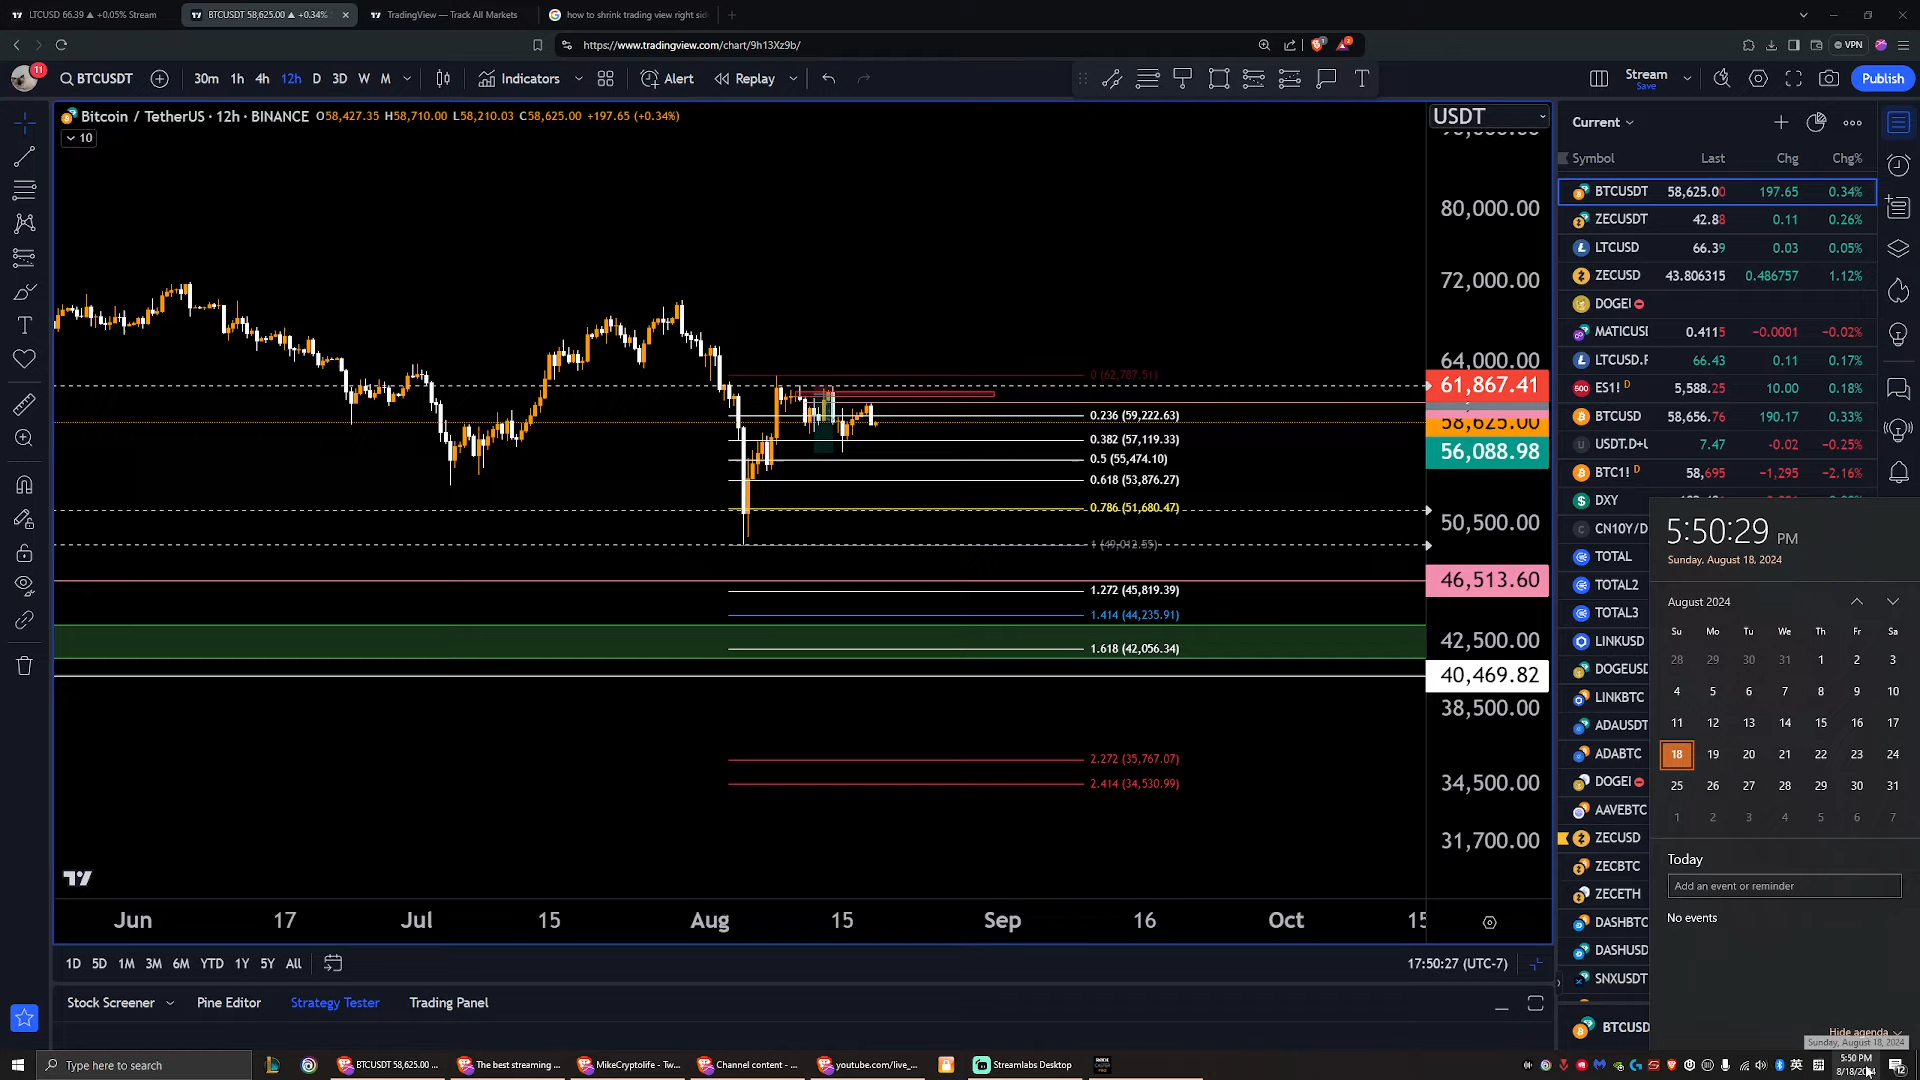 LTCUSD 66.39 ▲ +0.05% Stream
BTCUSDT 58,625.00 ▲ +0.34%
TradingView — Track All Markets
how to shrink trading view right sid
https://www.tradingview.com/chart/9h13Xz9b/
VPN
11
BTCUSDT
30m 1h 4h 12h D 3D W M
Indicators
Alert
Replay
Stream
Save
Publish
Bitcoin / TetherUS · 12h · BINANCE O58,427.35 H58,710.00 L58,210.03 C58,625.00 +197.65 (+0.34%)
10
USDT
80,000.00
72,000.00
64,000.00
61,867.41
58,625.00
56,088.98
50,500.00
46,513.60
42,500.00
40,469.82
38,500.00
34,500.00
31,700.00
0 (62,787.51)
0.236 (59,222.63)
0.382 (57,119.33)
0.5 (55,474.10)
0.618 (53,876.27)
0.786 (51,680.47)
1 (49,012.55)
1.272 (45,819.39)
1.414 (44,235.91)
1.618 (42,056.34)
2.272 (35,767.07)
2.414 (34,530.99)
Jun 17 Jul 15 Aug 15 Sep 16 Oct 15
1D 5D 1M 3M 6M YTD 1Y 5Y All
17:50:27 (UTC-7)
Stock Screener
Pine Editor
Strategy Tester
Trading Panel
Current
Symbol Last Chg Chg%
BTCUSDT 58,625.00 197.65 0.34%
ZECUSDT 42.88 0.11 0.26%
LTCUSD 66.39 0.03 0.05%
ZECUSD 43.806315 0.486757 1.12%
DOGEI
MATICUSI 0.4115 −0.0001 −0.02%
LTCUSD.F 66.43 0.11 0.17%
ES1! D 5,588.25 10.00 0.18%
BTCUSD 58,656.76 190.17 0.33%
USDT.D+U 7.47 −0.02 −0.25%
BTC1! D 58,695 −1,295 −2.16%
DXY
CN10Y/D
TOTAL
TOTAL2
TOTAL3
LINKUSD
DOGEUSD
LINKBTC
ADAUSDT
ADABTC
DOGEI
AAVEBTC
ZECUSD
ZECBTC
ZECETH
DASHBTC
DASHUSD
SNXUSDT
BTCUSD
5:50:29 PM
Sunday, August 18, 2024
August 2024
Su Mo Tu We Th Fr Sa
28 29 30 31 1 2 3
4 5 6 7 8 9 10
11 12 13 14 15 16 17
18 19 20 21 22 23 24
25 26 27 28 29 30 31
1 2 3 4 5 6 7
Today
Add an event or reminder
No events
Hide agenda
Sunday, August 18, 2024
Type here to search
BTCUSDT 58,625.00 ...
The best streaming ...
MikeCryptolife - Tw...
Channel content - ...
youtube.com/live_...
Streamlabs Desktop
英
5:50 PM
8/18/2024
12